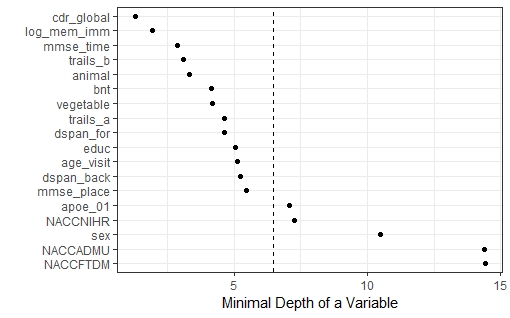 cdr_global
log_mem_imm
mmse_time
trails_b
animal
bnt
vegetable
trails_a
dspan_for
educ
age_visit
dspan_back
mmse_place
apoe_01
NACCNIHR
sex
NACCADMU
NACCFTDM
5 10 15
Minimal Depth of a Variable